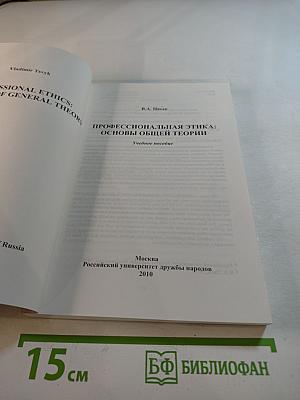 Vladimir Tsvyk
SSIONAL ETHICS:
OF GENERAL THEORY
Russia
В.А. Цвык
ПРОФЕССИОНАЛЬНАЯ ЭТИКА:
ОСНОВЫ ОБЩЕЙ ТЕОРИИ
Учебное пособие
Москва
Российский университет дружбы народов
2010
15 см
БФ БИБЛИОФАН